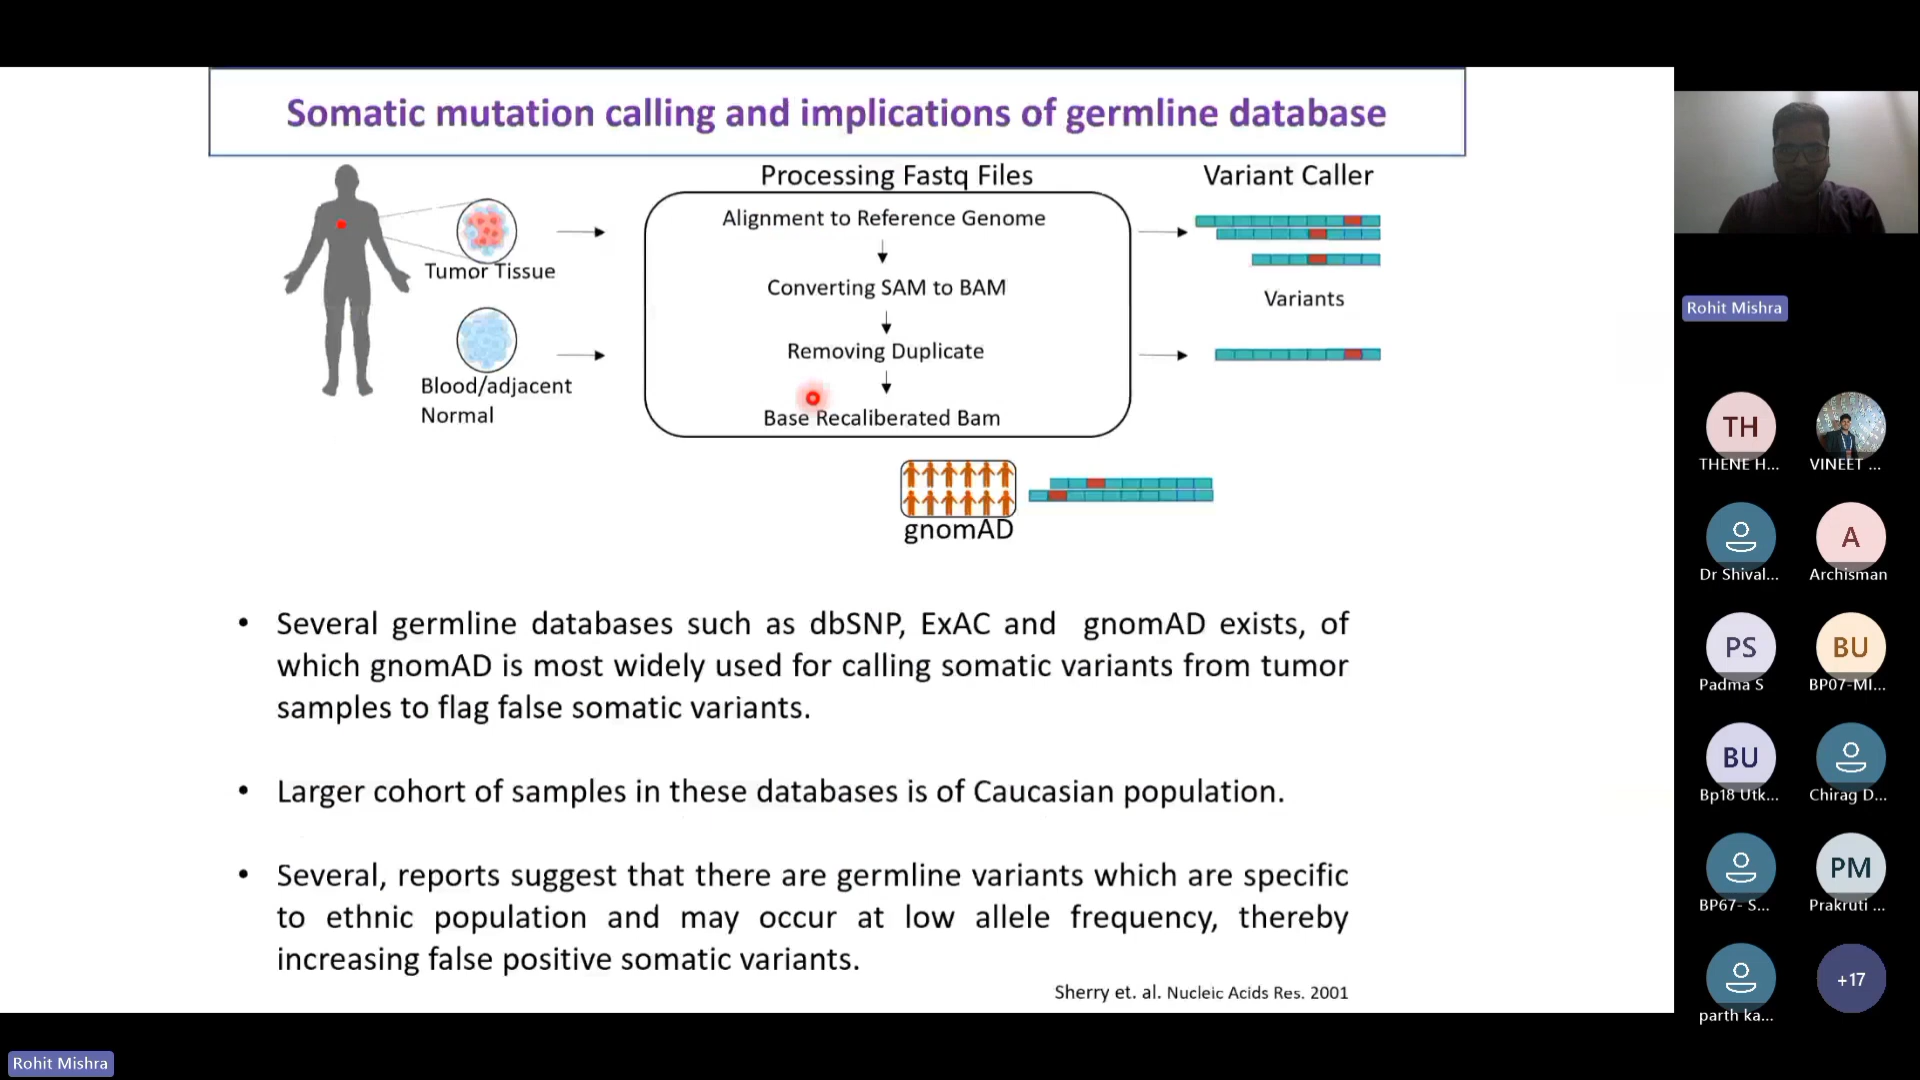 Somatic mutation calling and implications of germline database
Processing Fastq Files
Variant Caller
Alignment to Reference Genome
Tumor Tissue
Converting SAM to BAM
Variants
Removing Duplicate
Blood/adjacent
Normal
Base Recaliberated Bam
gnomAD
• Several germline databases such as dbSNP, ExAC and gnomAD exists, of
which gnomAD is most widely used for calling somatic variants from tumor
samples to flag false somatic variants.
• Larger cohort of samples in these databases is of Caucasian population.
• Several, reports suggest that there are germline variants which are specific
to ethnic population and may occur at low allele frequency, thereby
increasing false positive somatic variants.
Sherry et. al. Nucleic Acids Res. 2001
Rohit Mishra
TH
THENE H...
VINEET ...
Dr Shival...
A
Archisman
PS
Padma S
BU
BP07-MI...
BU
Bp18 Utk...
Chirag D...
BP67- S...
PM
Prakruti ...
parth ka...
+17
Rohit Mishra